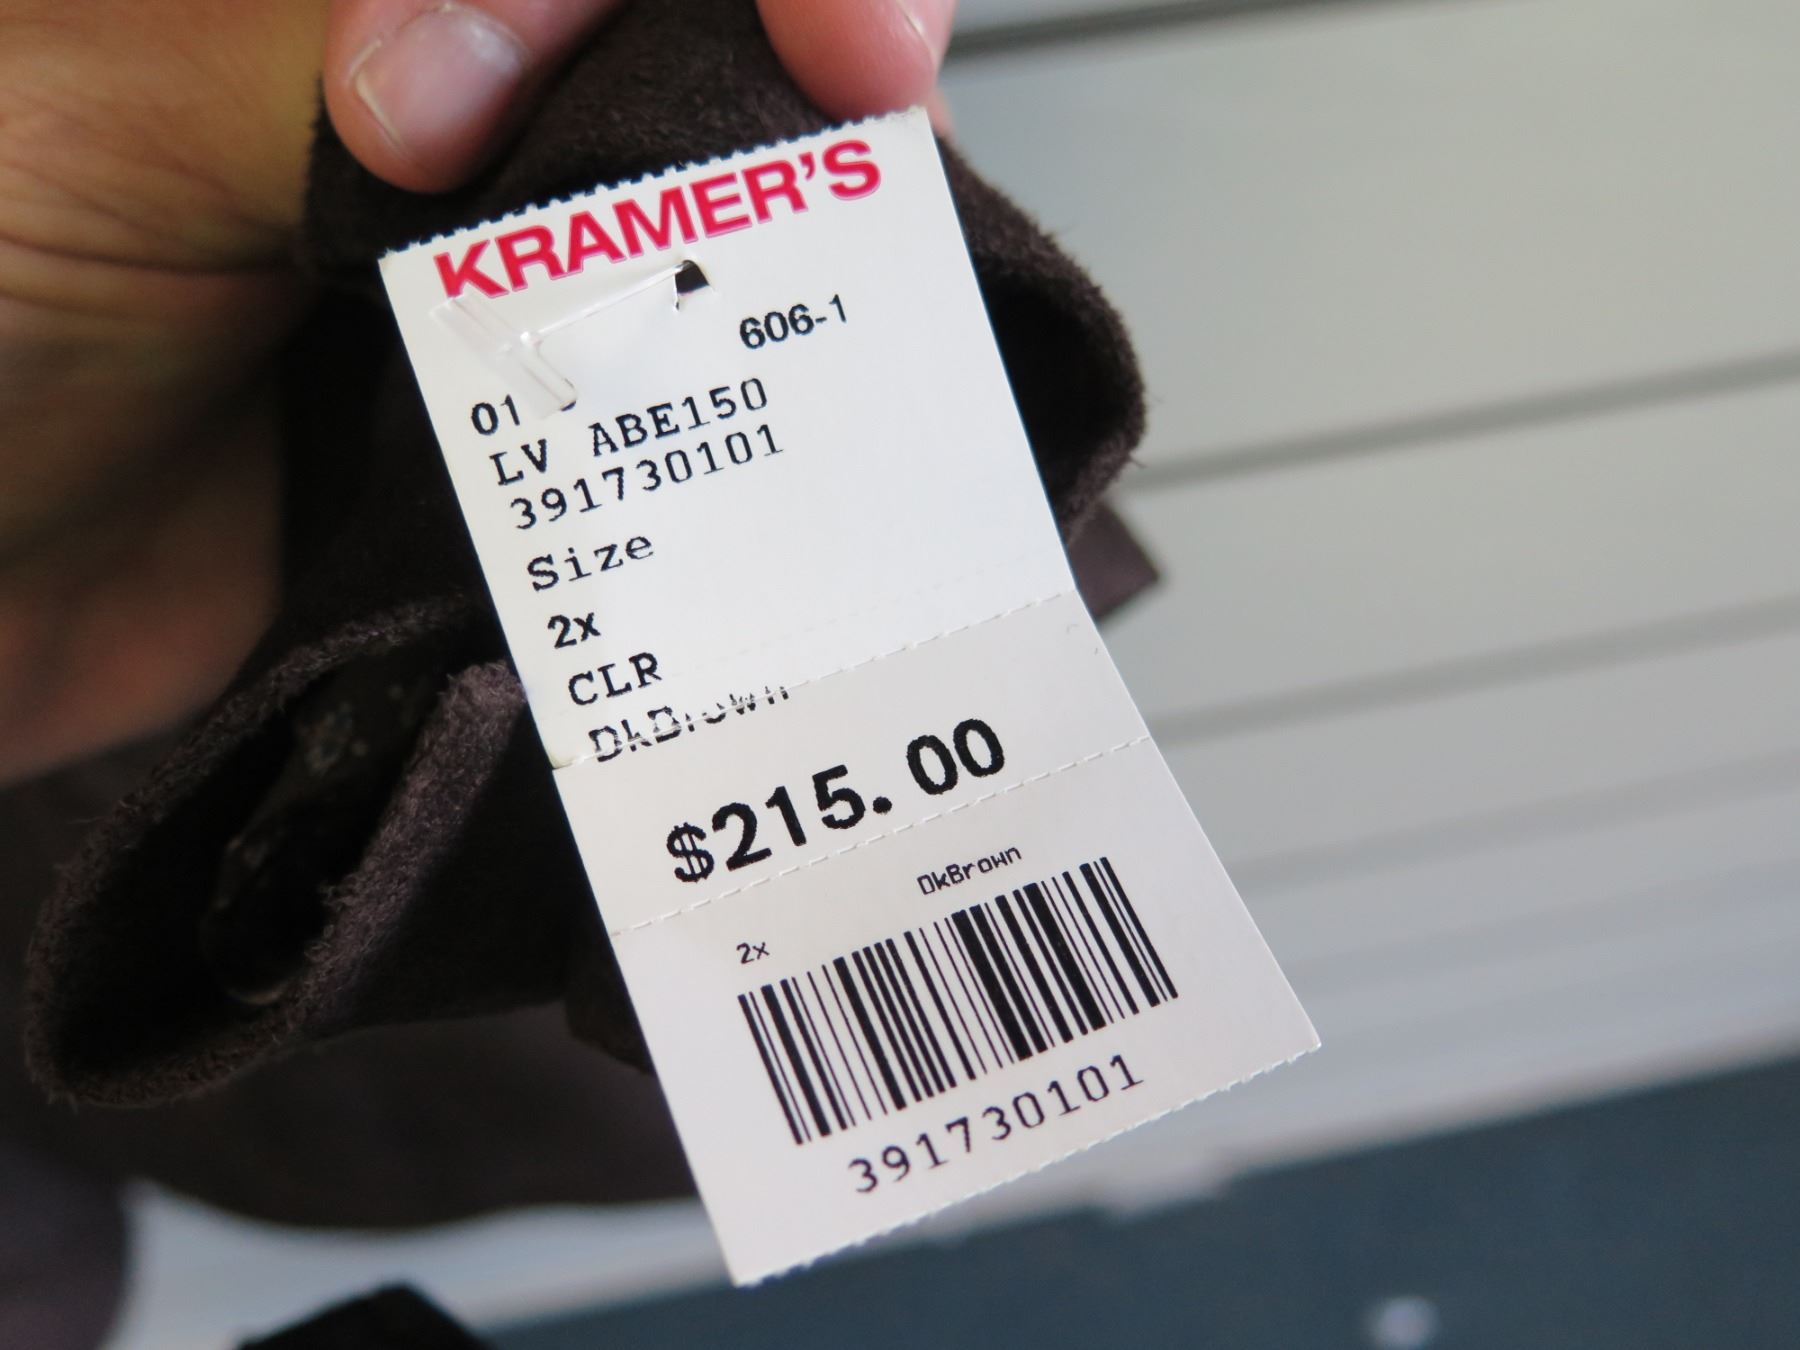 KRAMER'S
606-1
01
LV ABE150
391730101
Size
2x
CLR
DkBrown
$215.00
DkBrown
2x
391730101